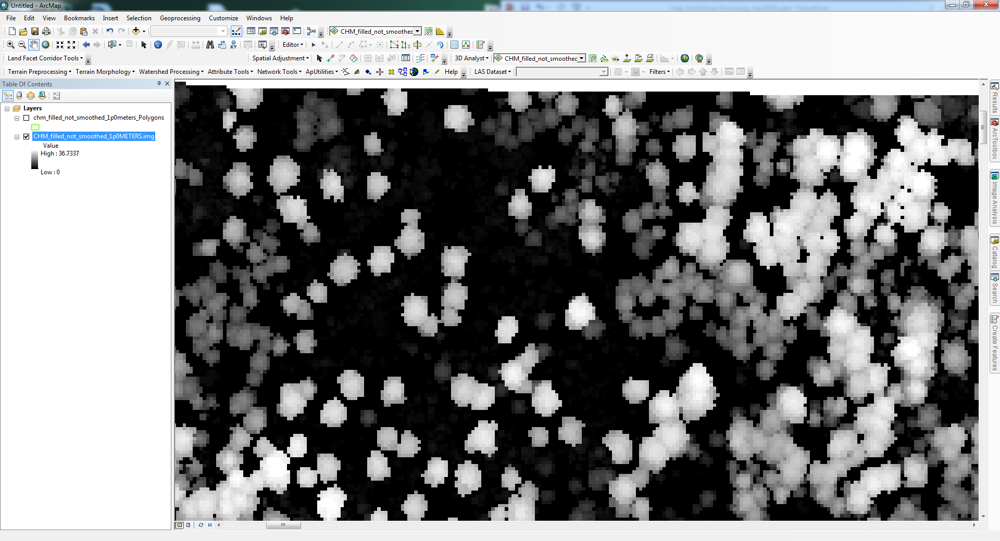 Untitled - ArcMap
File Edit View Bookmarks Insert Selection Geoprocessing Customize Windows Help
CHM_filled_not_smoothed
Editor
Land Facet Corridor Tools Spatial Adjustment 3D Analyst CHM_filled_not_smoothed
Terrain Preprocessing Terrain Morphology Watershed Processing Attribute Tools Network Tools ApUtilities Help LAS Dataset Filters
Table Of Contents
Layers
chm_filled_not_smoothed_1p0meters_Polygons
CHM_filled_not_smoothed_1p0METERS.img
Value
High : 36.7337
Low : 0
Results
ArcToolbox
Image Analysis
Catalog
Search
Create Features